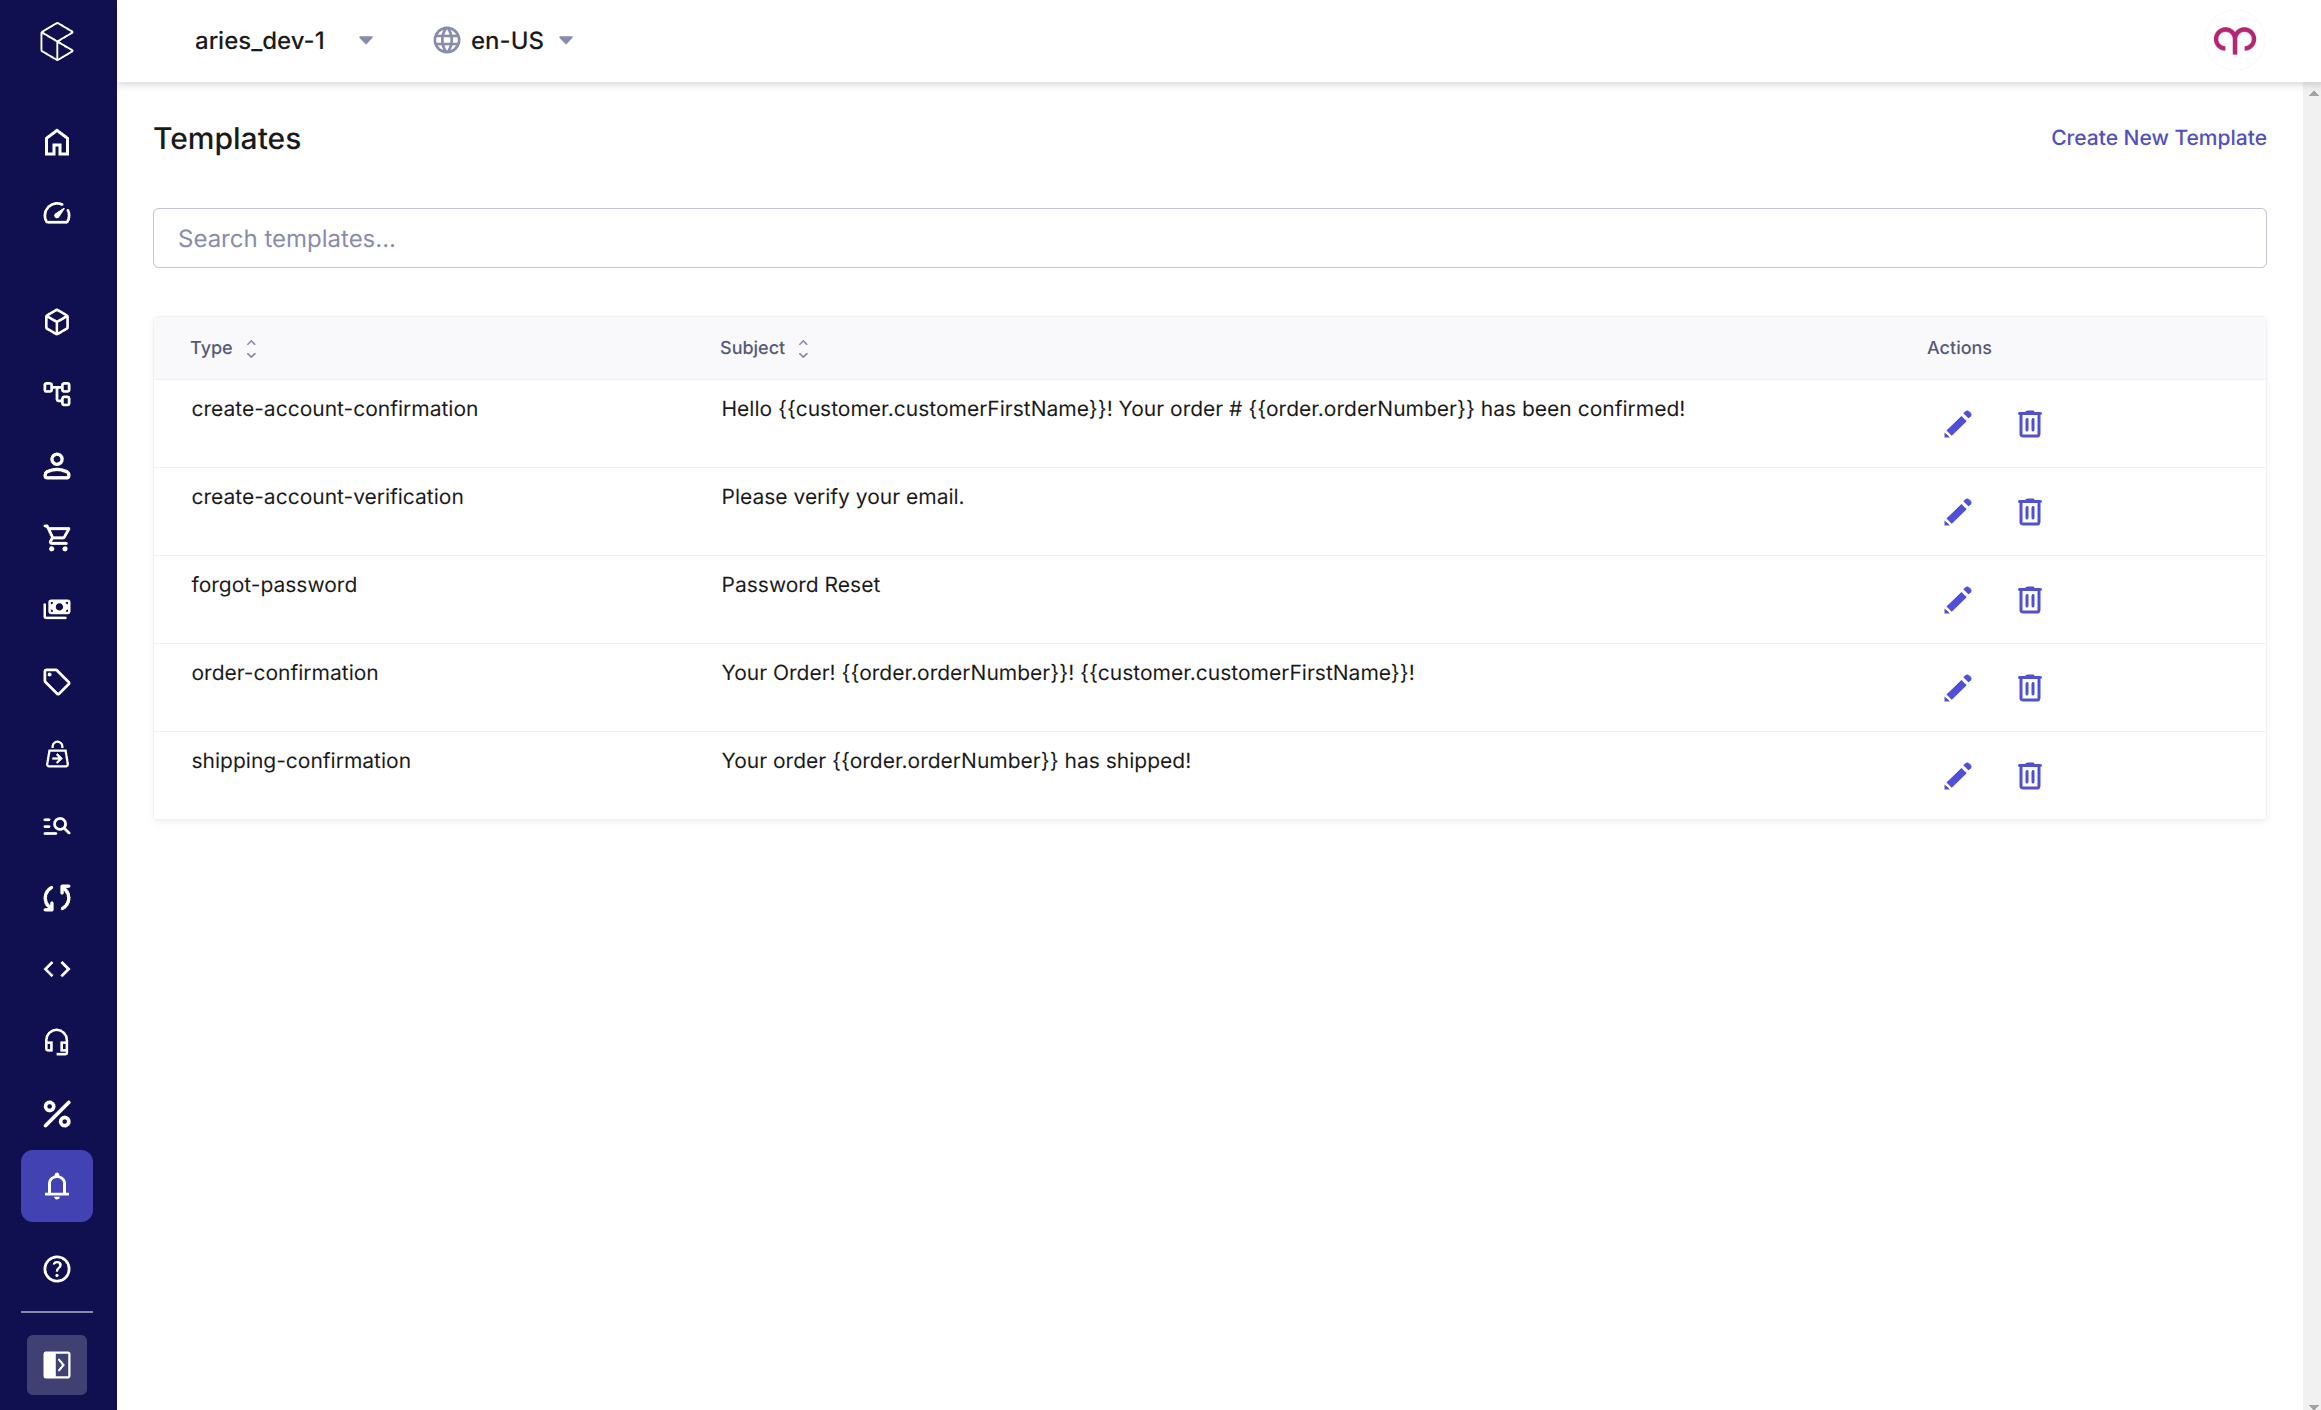 aries_dev-1
en-US
Templates
Create New Template
Search templates...
Type
Subject
Actions
create-account-confirmation
Hello {{customer.customerFirstName}}! Your order # {{order.orderNumber}} has been confirmed!
create-account-verification
Please verify your email.
forgot-password
Password Reset
order-confirmation
Your Order! {{order.orderNumber}}! {{customer.customerFirstName}}!
shipping-confirmation
Your order {{order.orderNumber}} has shipped!